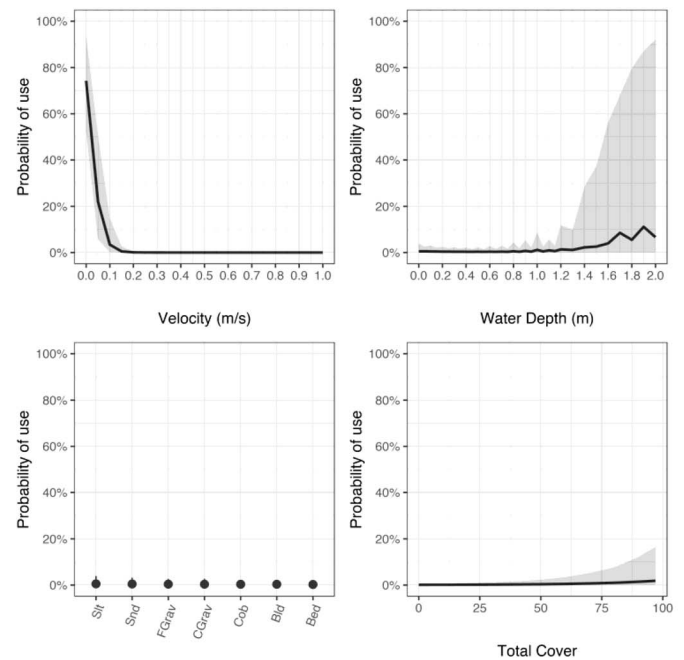 100%
80%
60%
40%
20%
0%
Probability of use
0.0 0.1 0.2 0.3 0.4 0.5 0.6 0.7 0.8 0.9 1.0
Velocity (m/s)
100%
80%
60%
40%
20%
0%
Probability of use
0.0 0.2 0.4 0.6 0.8 1.0 1.2 1.4 1.6 1.8 2.0
Water Depth (m)
100%
80%
60%
40%
20%
0%
Probability of use
Slt Snd FGrav CGrav Cob Bld Bed
100%
80%
60%
40%
20%
0%
Probability of use
0 25 50 75 100
Total Cover